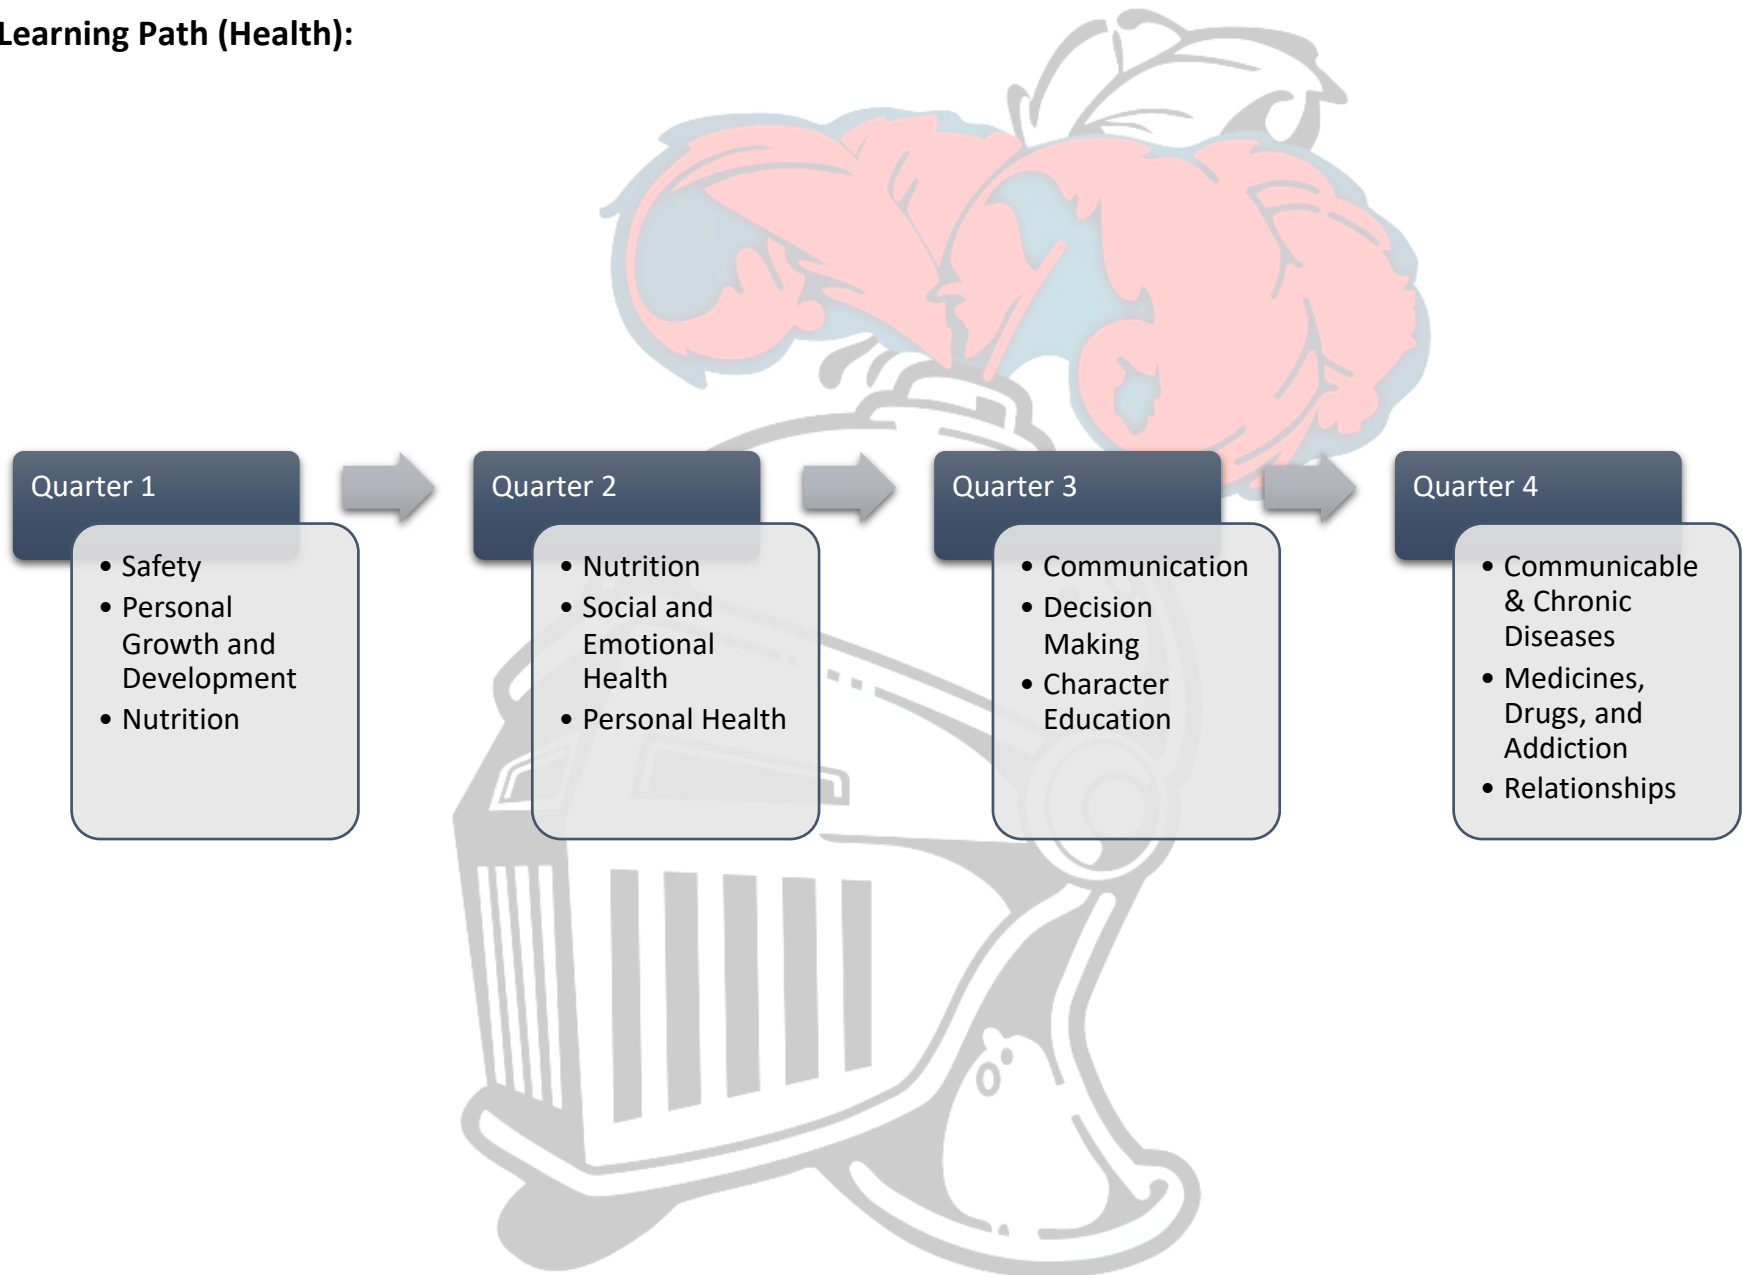 Learning Path (Health):
Quarter 1
• Safety
• Personal
Growth and
Development
• Nutrition
Quarter 2
• Nutrition
• Social and
Emotional
Health
• Personal Health
Quarter 3
• Communication
• Decision
Making
• Character
Education
Quarter 4
• Communicable
& Chronic
Diseases
• Medicines,
Drugs, and
Addiction
• Relationships